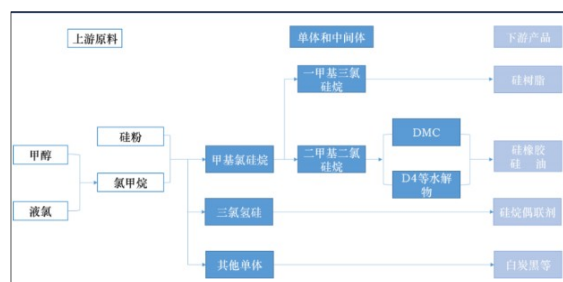 上游原料
单体和中间体
下游产品
一甲基三氯
硅烷
硅树脂
硅粉
甲醇
氯甲烷
液氯
甲基氯硅烷
二甲基二氯
硅烷
DMC
D4等水解
物
硅橡胶
硅 油
三氯氢硅
硅烷偶联剂
其他单体
白炭黑等